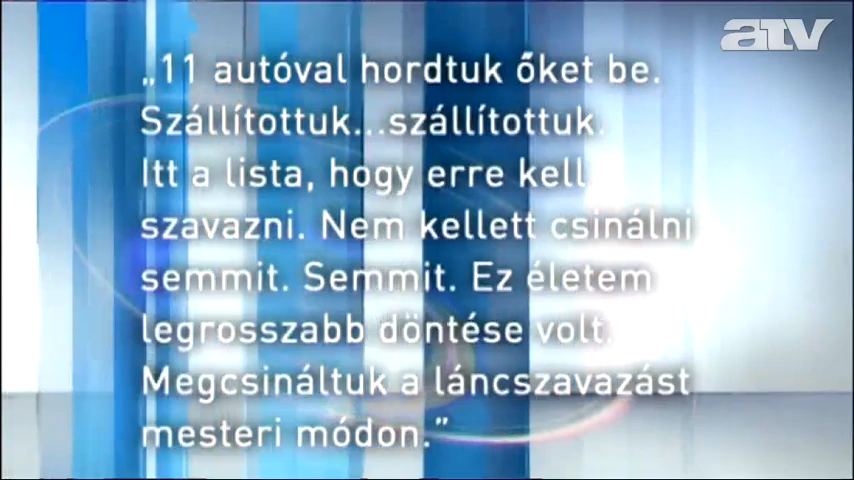 atv
„11 autóval hordtuk őket be.
Szállítottuk...szállítottuk.
Itt a lista, hogy erre kell
szavazni. Nem kellett csinálni
semmit. Semmit. Ez életem
legrosszabb döntése volt.
Megcsináltuk a láncszavazást
mesteri módon.”